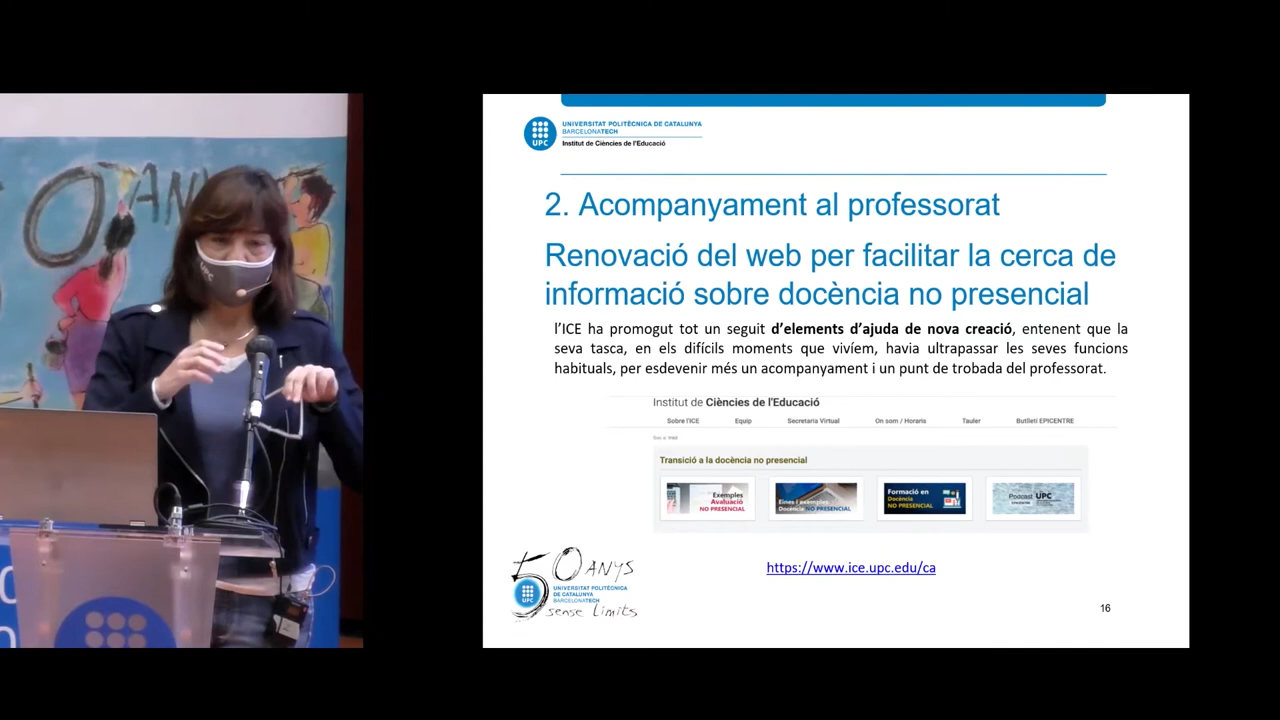 UNIVERSITAT POLITÈCNICA DE CATALUNYA
BARCELONATECH
UPC
Institut de Ciències de l'Educació
2. Acompanyament al professorat
Renovació del web per facilitar la cerca de
informació sobre docència no presencial
l'ICE ha promogut tot un seguit d'elements d'ajuda de nova creació, entenent que la
seva tasca, en els difícils moments que vivíem, havia ultrapassar les seves funcions
habituals, per esdevenir més un acompanyament i un punt de trobada del professorat.
Institut de Ciències de l'Educació
Sobre l'ICE Equip Secretaria Virtual On som / Horaris Tauler Butlletí EPICENTRE
Transició a la docència no presencial
Exemples
Avaluació
NO PRESENCIAL
Eines i exemples
Docència NO PRESENCIAL
Formació en
Docència
NO PRESENCIAL
Podcast UPC
50 ANYS
UNIVERSITAT POLITÈCNICA
DE CATALUNYA
BARCELONATECH
UPC
sense límits
https://www.ice.upc.edu/ca
16
UPC